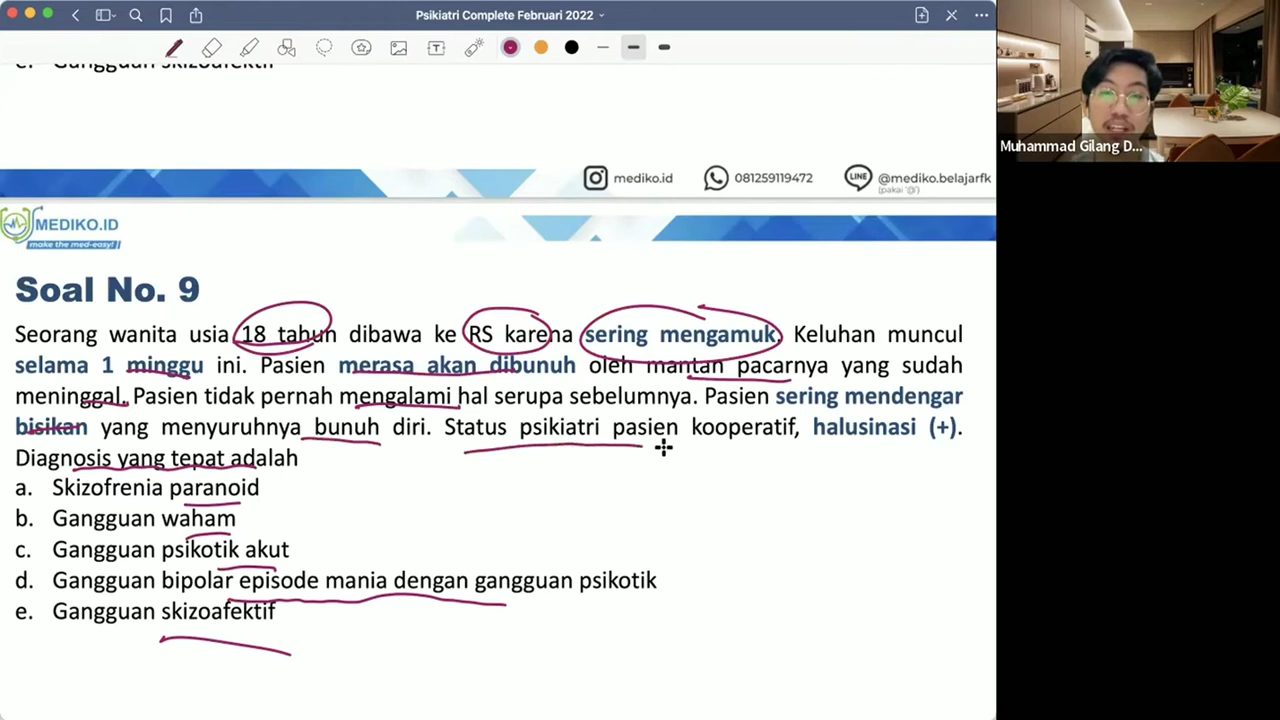 Psikiatri Complete Februari 2022
e. Gangguan skizoafektif
mediko.id
081259119472
@mediko.belajarfk
(pakai '@')
MEDIKO.ID
make the med-easy!
Muhammad Gilang D...
Soal No. 9
Seorang wanita usia 18 tahun dibawa ke RS karena sering mengamuk. Keluhan muncul
selama 1 minggu ini. Pasien merasa akan dibunuh oleh mantan pacarnya yang sudah
meninggal. Pasien tidak pernah mengalami hal serupa sebelumnya. Pasien sering mendengar
bisikan yang menyuruhnya bunuh diri. Status psikiatri pasien kooperatif, halusinasi (+).
Diagnosis yang tepat adalah
a. Skizofrenia paranoid
b. Gangguan waham
c. Gangguan psikotik akut
d. Gangguan bipolar episode mania dengan gangguan psikotik
e. Gangguan skizoafektif